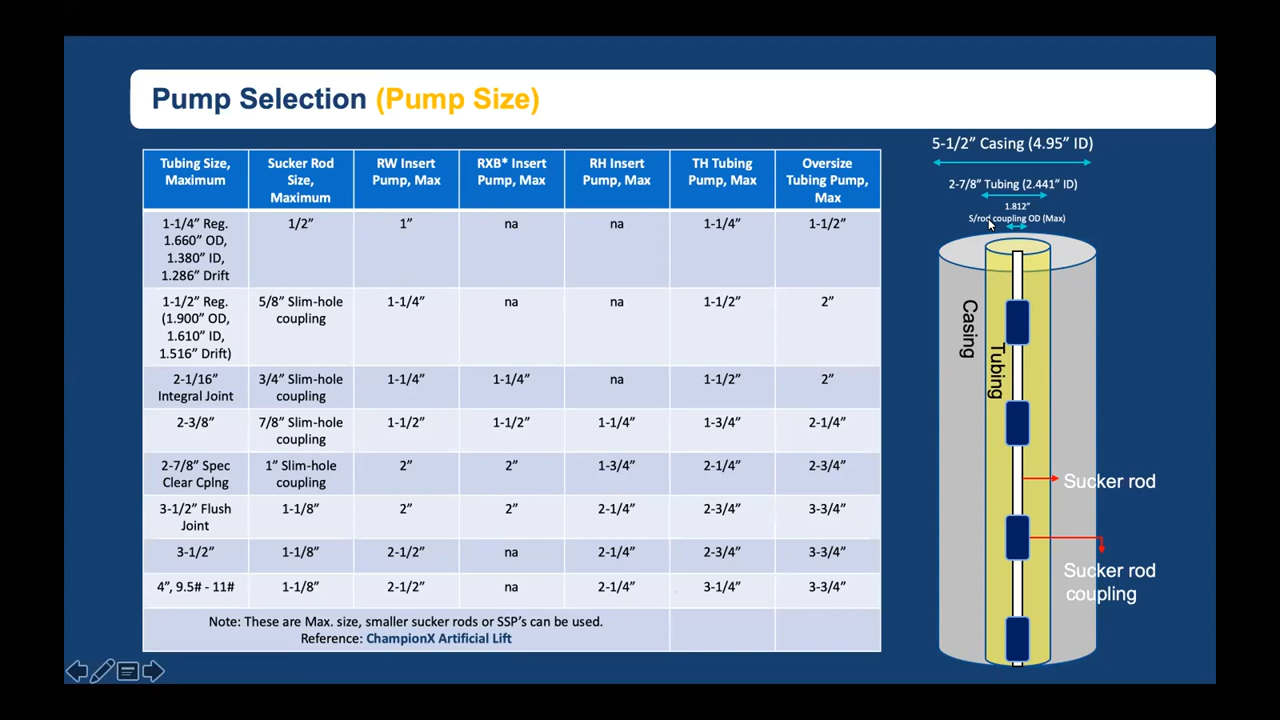 Pump Selection (Pump Size)
Tubing Size,
Maximum
Sucker Rod
Size,
Maximum
RW Insert
Pump, Max
RXB* Insert
Pump, Max
RH Insert
Pump, Max
TH Tubing
Pump, Max
Oversize
Tubing Pump,
Max
1-1/4” Reg.
1.660” OD,
1.380” ID,
1.286” Drift
1/2”
1”
na
na
1-1/4”
1-1/2”
1-1/2” Reg.
(1.900” OD,
1.610” ID,
1.516” Drift)
5/8” Slim-hole
coupling
1-1/4”
na
na
1-1/2”
2”
2-1/16”
Integral Joint
3/4” Slim-hole
coupling
1-1/4”
1-1/4”
na
1-1/2”
2”
2-3/8”
7/8” Slim-hole
coupling
1-1/2”
1-1/2”
1-1/4”
1-3/4”
2-1/4”
2-7/8” Spec
Clear Cplng
1” Slim-hole
coupling
2”
2”
1-3/4”
2-1/4”
2-3/4”
3-1/2” Flush
Joint
1-1/8”
2”
2”
2-1/4”
2-3/4”
3-3/4”
3-1/2”
1-1/8”
2-1/2”
na
2-1/4”
2-3/4”
3-3/4”
4”, 9.5# - 11#
1-1/8”
2-1/2”
na
2-1/4”
3-1/4”
3-3/4”
Note: These are Max. size, smaller sucker rods or SSP’s can be used.
Reference: ChampionX Artificial Lift
5-1/2” Casing (4.95” ID)
2-7/8” Tubing (2.441” ID)
1.812”
S/rod coupling OD (Max)
Casing
Tubing
Sucker rod
Sucker rod
coupling